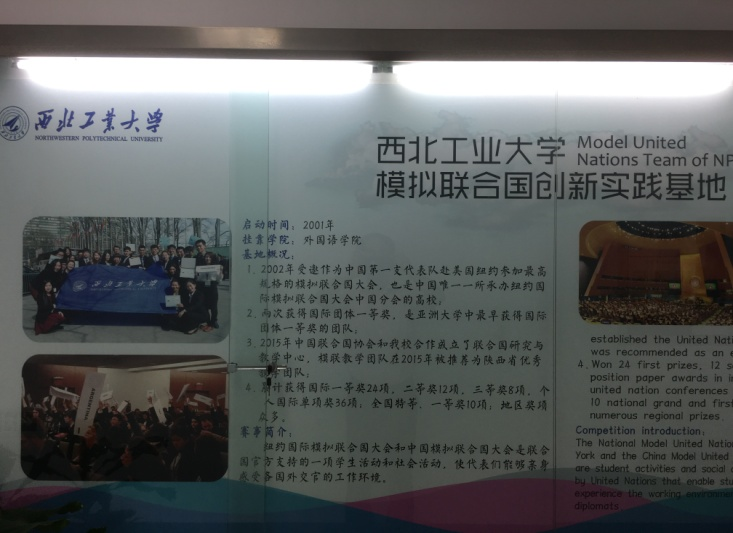 西北工业大学
NORTHWESTERN POLYTECHNICAL UNIVERSITY
西北工业大学
Model United
Nations Team of NP
模拟联合国创新实践基地
启动时间：2001年
挂靠学院：外国语学院
基地概况：
1、2002年受邀作为中国第一支代表队赴美国纽约参加最高
规格的模拟联合国大会，也是中国唯一一所承办纽约国
际模拟联合国大会中国分会的高校；
2、两次获得国际团体一等奖，是亚洲大学中最早获得国际
团体一等奖的团队；
3、2015年中国联合国协会和我校合作成立了联合国研究与
教学中心，模联教学团队在2015年被推荐为陕西省优秀
团队；
4、累计获得国际一等奖24项，二等奖12项，三等奖8项，个
人国际单项奖36项；全国特等、一等奖10项；地区奖项
众多。
赛事简介：
纽约国际模拟联合国大会和中国模拟联合国大会是联合
国官方支持的一项学生活动和社会活动，使代表们能够亲身
感受各国外交官的工作环境。
established the United Nati
was recommended as an e
4、Won 24 first prizes, 12 s
position paper awards in i
united nation conferences
10 national grand and firs
numerous regional prizes.
Competition introduction:
The National Model United Natio
York and the China Model United
are student activities and social
by United Nations that enable stu
experience the working environme
diplomats